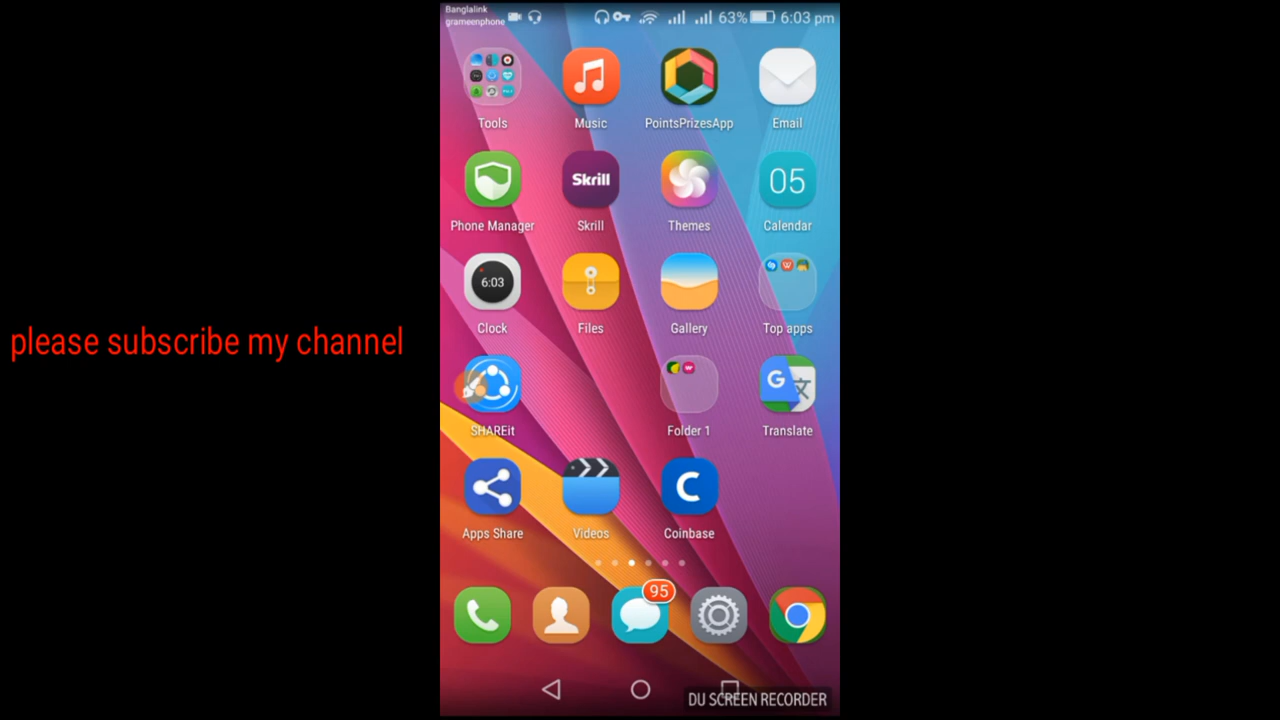 Banglalink
grameenphone
63% 6:03 pm
Tools Music PointsPrizesApp Email
Skrill 05
Phone Manager Skrill Themes Calendar
6:03
Clock Files Gallery Top apps
please subscribe my channel
G 文
SHAREit Folder 1 Translate
C
Apps Share Videos Coinbase
95
DU SCREEN RECORDER